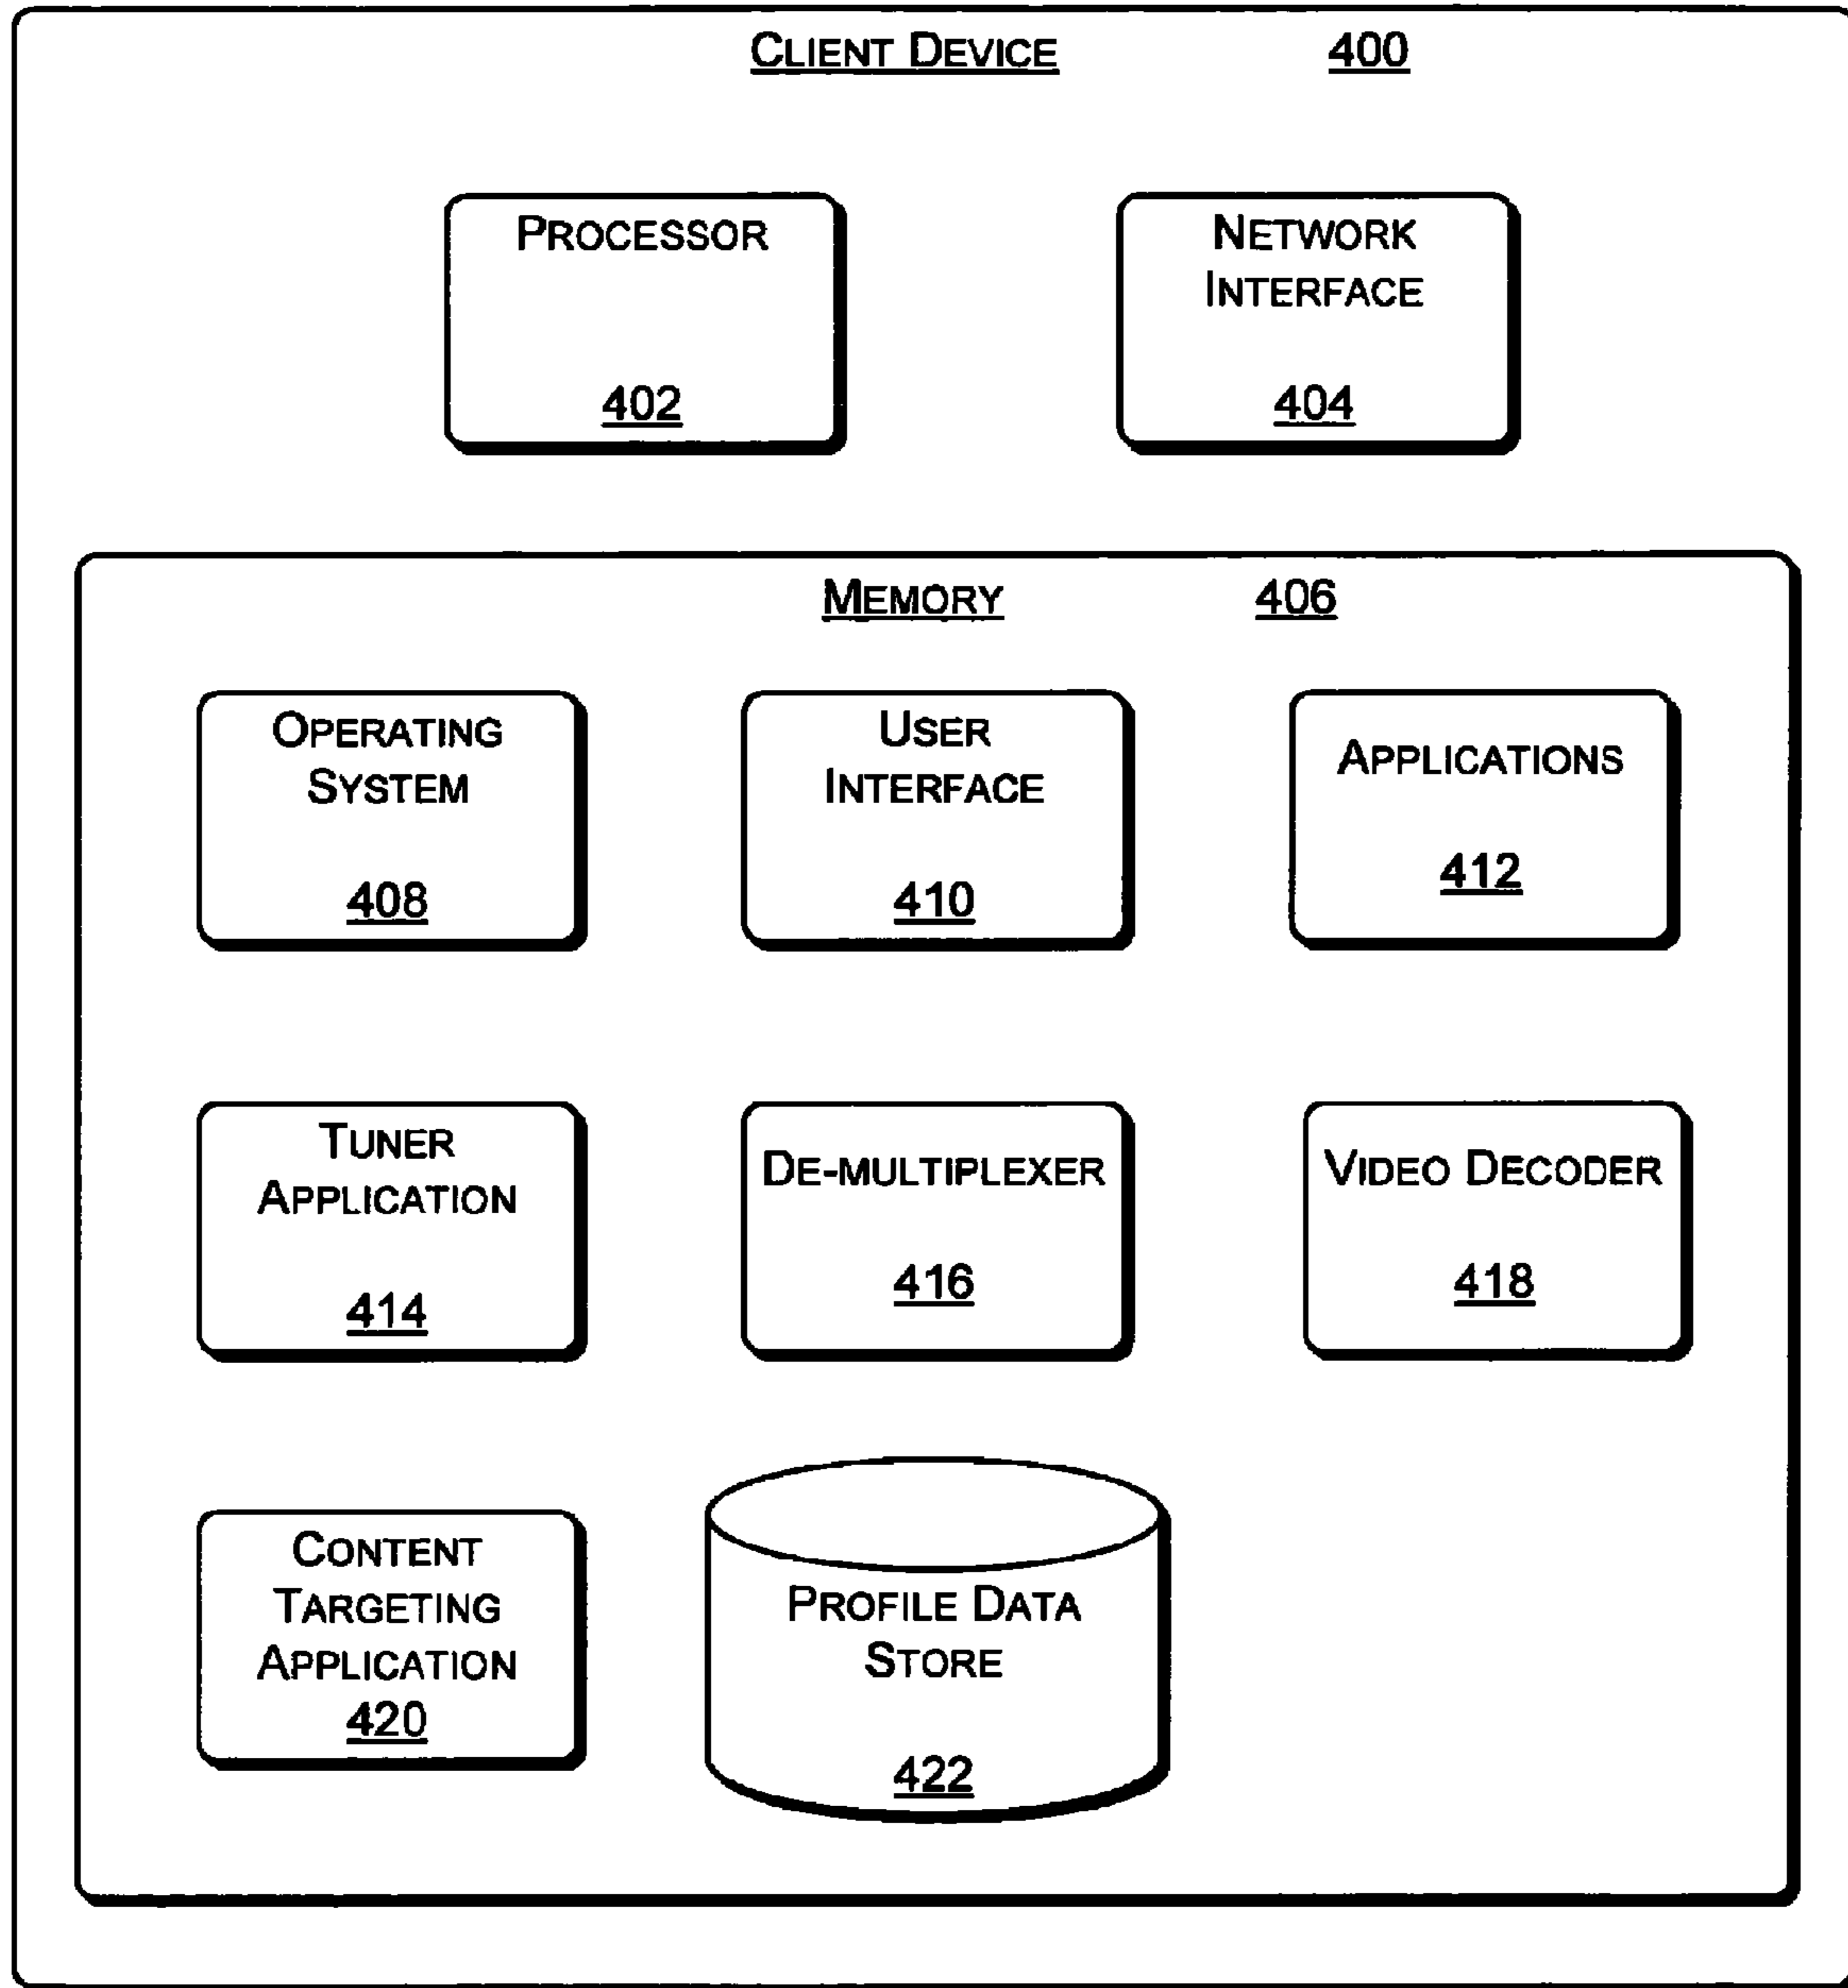 CLIENT DEVICE 400
PROCESSOR
402
NETWORK
INTERFACE
404
MEMORY 406
OPERATING
SYSTEM
408
USER
INTERFACE
410
APPLICATIONS
412
TUNER
APPLICATION
414
DE-MULTIPLEXER
416
VIDEO DECODER
418
CONTENT
TARGETING
APPLICATION
420
PROFILE DATA
STORE
422